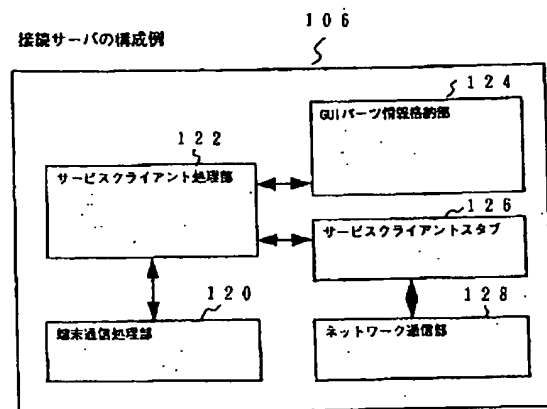 接続サーバの構成例
106
124
GUIパーツ情報格納部
122
サービスクライアント処理部
126
サービスクライアントスタブ
120
端末通信処理部
128
ネットワーク通信部